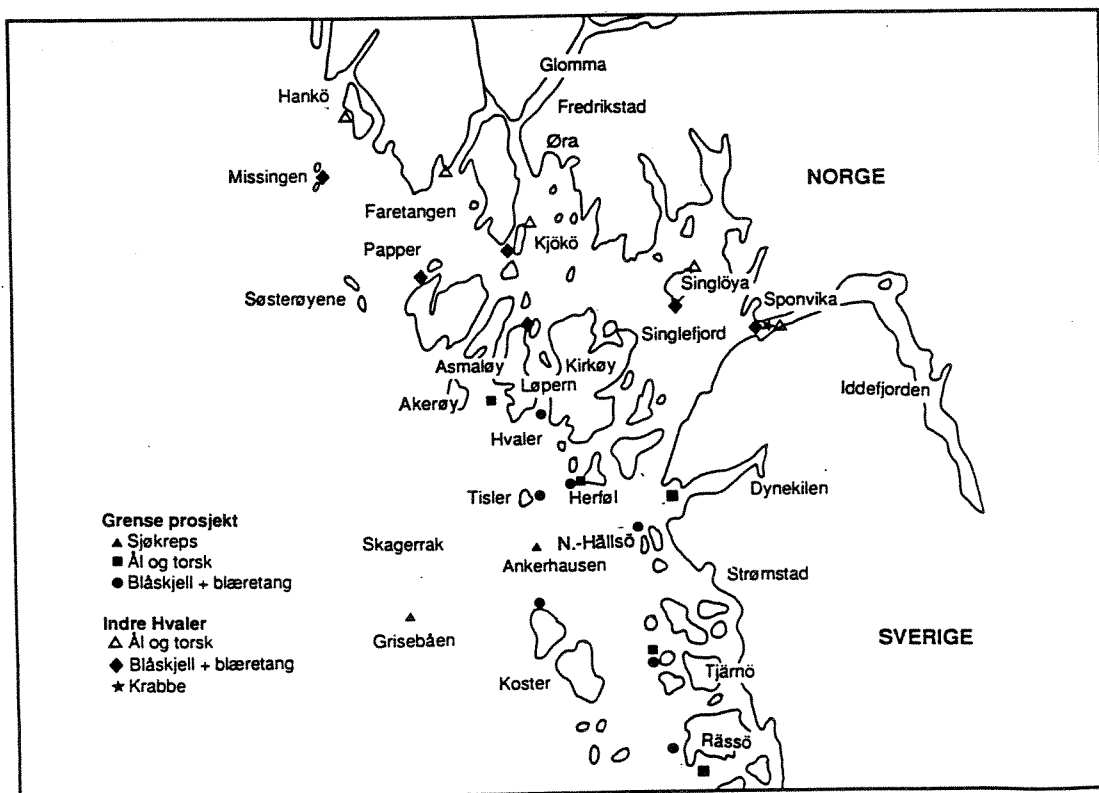 Glomma
Hankö
Fredrikstad
Øra
Missingen
NORGE
Faretangen
Kjökö
Papper
Singlöya
Søsterøyene
Sponvika
Singlefjord
Asmaløy
Kirkøy
Løpern
Iddefjorden
Akerøy
Hvaler
Tisler
Herføl
Dynekilen
Grense prosjekt
Sjøkreps
Ål og torsk
Blåskjell + blæretang
Skagerrak
N.-Hällsö
Ankerhausen
Strømstad
Indre Hvaler
Ål og torsk
Blåskjell + blæretang
Krabbe
Grisebåen
SVERIGE
Koster
Tjärnö
Rässö